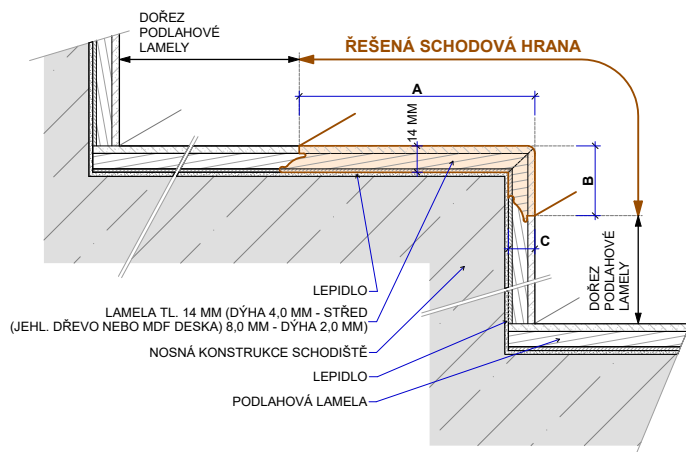 DOŘEZ
PODLAHOVÉ
LAMELY
ŘEŠENÁ SCHODOVÁ HRANA
A
14 MM
B
C
DOŘEZ
PODLAHOVÉ
LAMELY
LEPIDLO
LAMELA TL. 14 MM (DÝHA 4,0 MM - STŘED
(JEHL. DŘEVO NEBO MDF DESKA) 8,0 MM - DÝHA 2,0 MM)
NOSNÁ KONSTRUKCE SCHODIŠTĚ
LEPIDLO
PODLAHOVÁ LAMELA